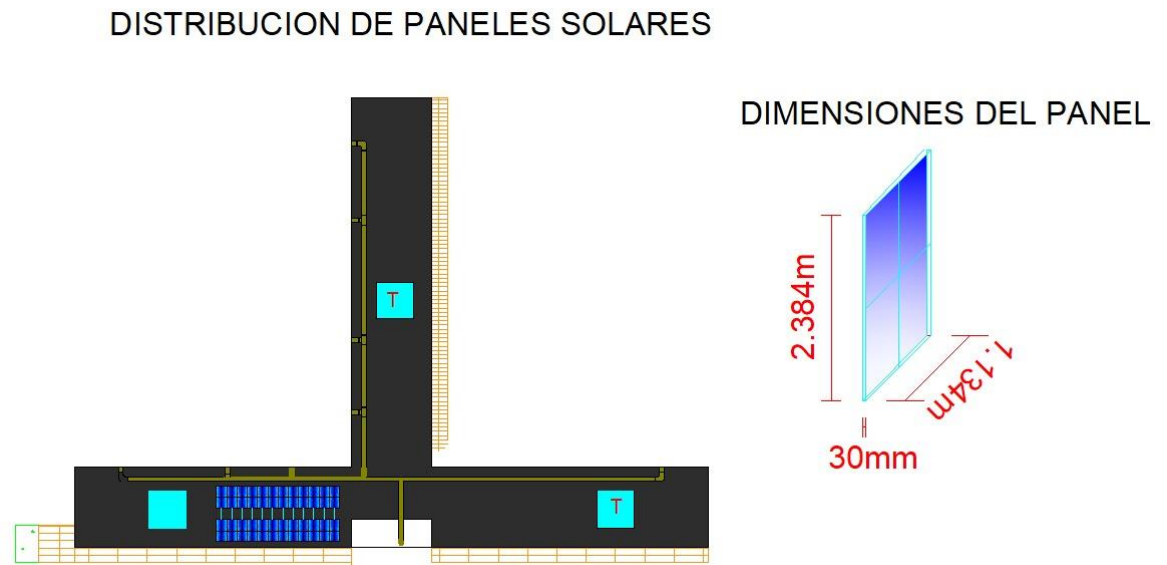 DISTRIBUCION DE PANELES SOLARES
DIMENSIONES DEL PANEL
2.384m
1.134m
30mm
T
T